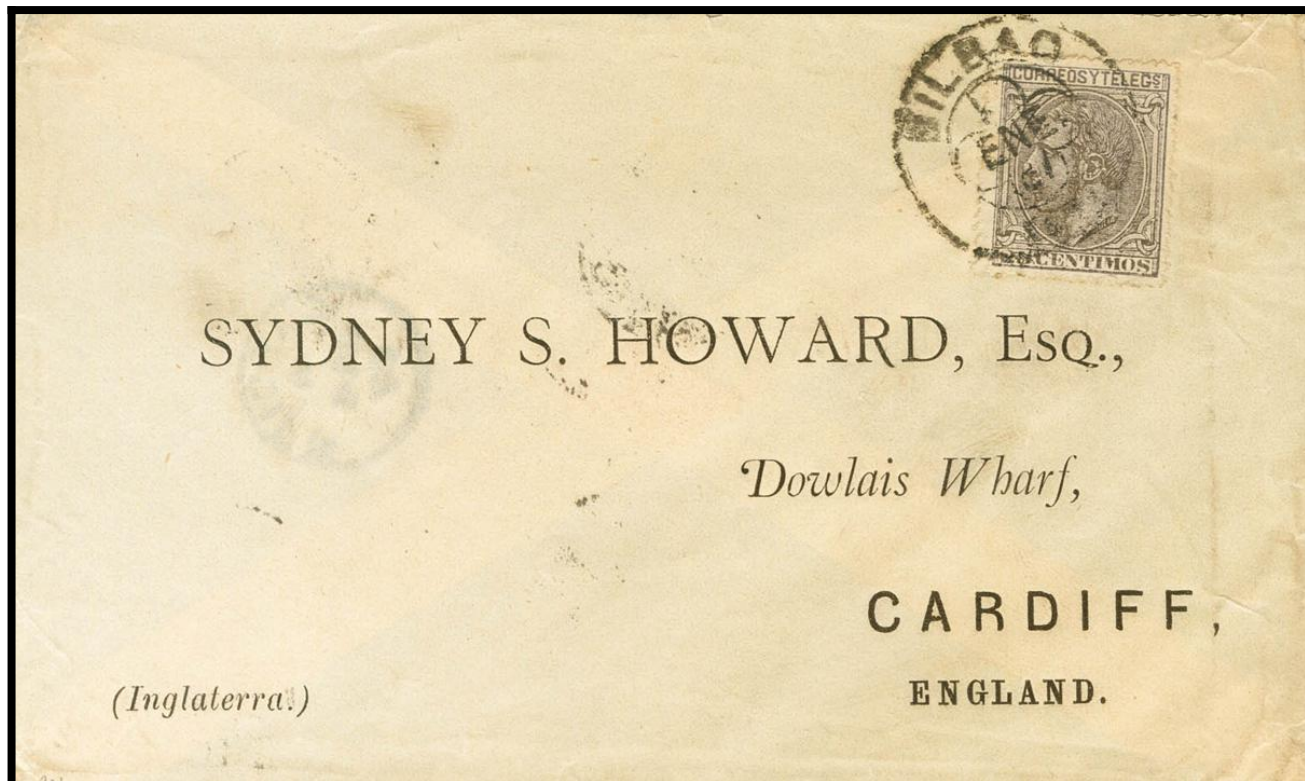 BILBAO
ENE
CORREOS Y TELEGS
CENTIMOS
SYDNEY S. HOWARD, ESQ.,
Dowlais Wharf,
CARDIFF,
ENGLAND.
(Inglaterra.)